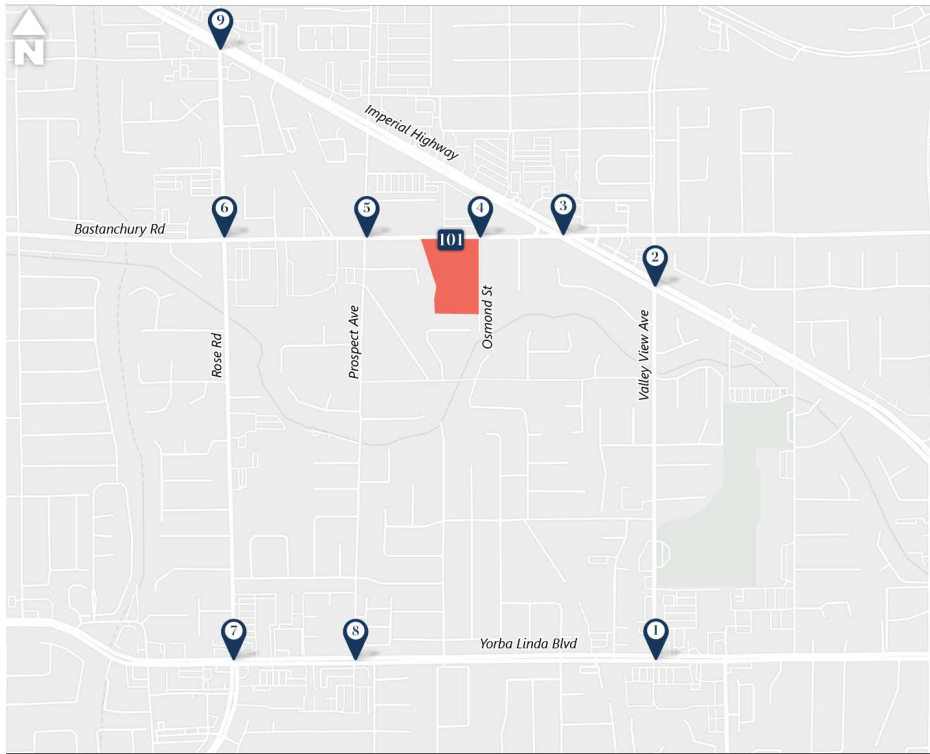 9
N
Imperial Highway
6
5
4
3
Bastanchury Rd
101
2
Rose Rd
Prospect Ave
Osmond St
Valley View Ave
7
8
Yorba Linda Blvd
1